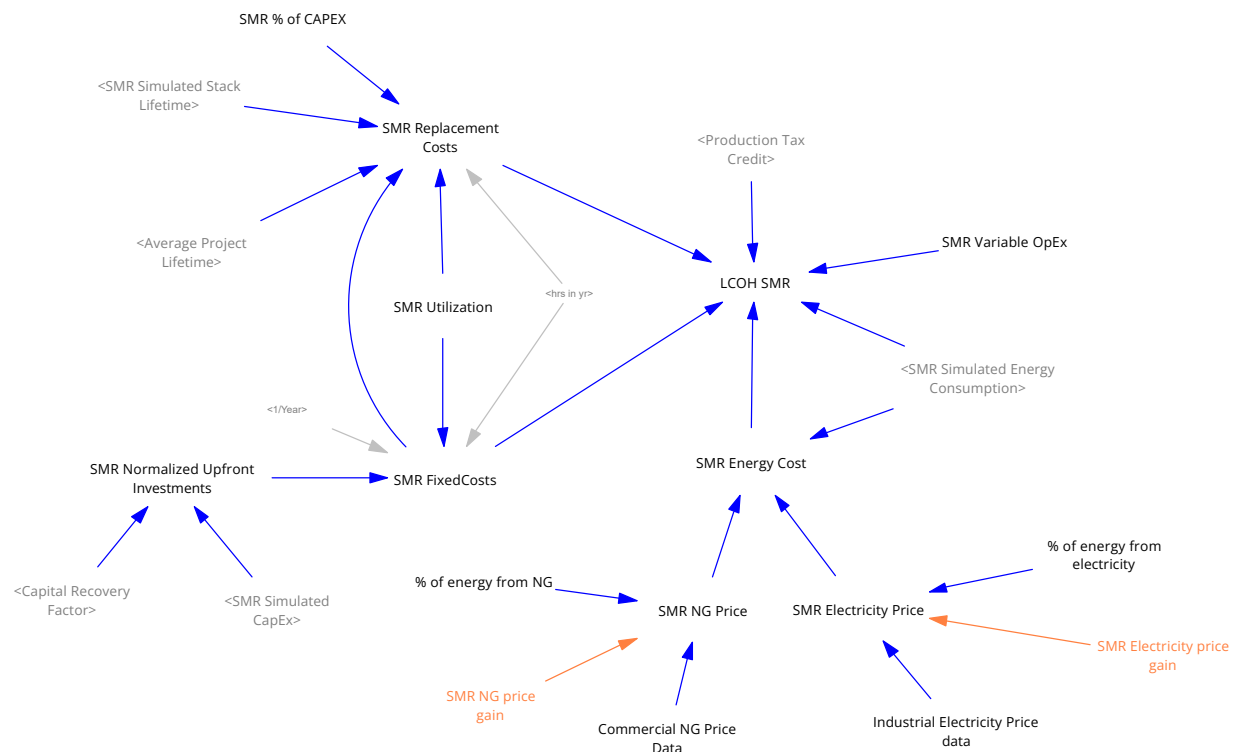 SMR % of CAPEX
<SMR Simulated Stack
Lifetime>
SMR Replacement
Costs
<Production Tax
Credit>
<Average Project
Lifetime>
SMR Variable OpEx
LCOH SMR
<hrs in yr>
SMR Utilization
<SMR Simulated Energy
Consumption>
<1/Year>
SMR Normalized Upfront
Investments
SMR FixedCosts
SMR Energy Cost
% of energy from
electricity
<Capital Recovery
Factor>
<SMR Simulated
CapEx>
% of energy from NG
SMR NG Price
SMR Electricity Price
SMR Electricity price
gain
SMR NG price
gain
Commercial NG Price
Data
Industrial Electricity Price
data